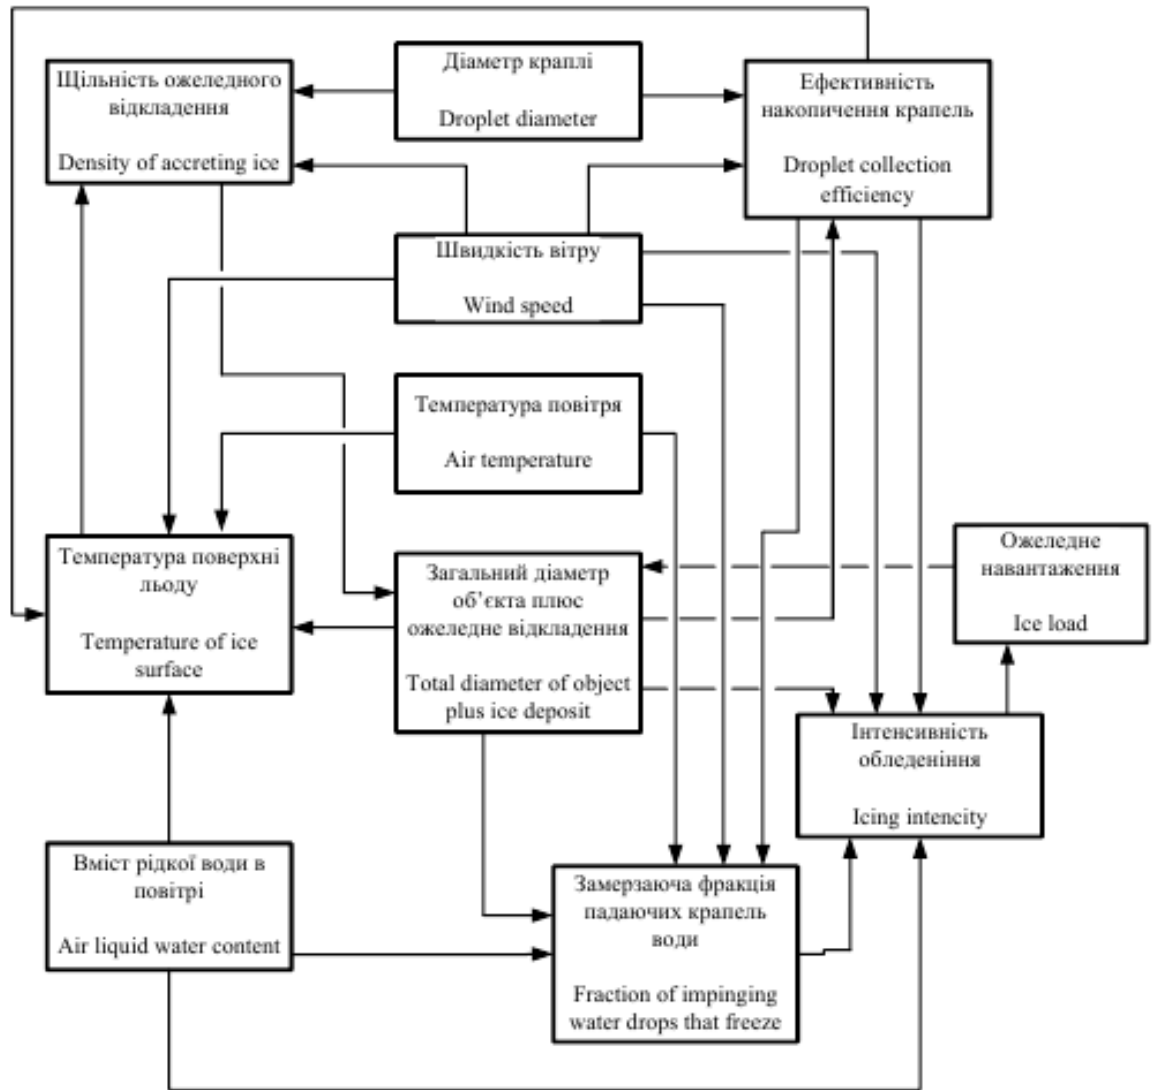 Щільність ожеледного
відкладення
Density of accreting ice
Діаметр краплі
Droplet diameter
Ефективність
накопичення крапель
Droplet collection
efficiency
Швидкість вітру
Wind speed
Температура повітря
Air temperature
Температура поверхні
льоду
Temperature of ice
surface
Загальний діаметр
об’єкта плюс
ожеледне відкладення
Total diameter of object
plus ice deposit
Ожеледне
навантаження
Ice load
Інтенсивність
обледеніння
Icing intencity
Вміст рідкої води в
повітрі
Air liquid water content
Замерзаюча фракція
падаючих крапель
води
Fraction of impinging
water drops that freeze